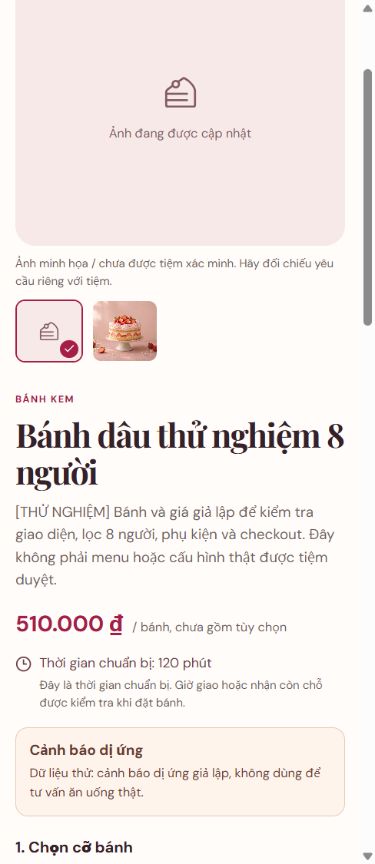 Ảnh đang được cập nhật
Ảnh minh họa / chưa được tiệm xác minh. Hãy đối chiếu yêu
cầu riêng với tiệm.
BÁNH KEM
Bánh dâu thử nghiệm 8
người
[THỬ NGHIỆM] Bánh và giá giả lập để kiểm tra
giao diện, lọc 8 người, phụ kiện và checkout. Đây
không phải menu hoặc cấu hình thật được tiệm
duyệt.
510.000 ₫ / bánh, chưa gồm tùy chọn
Thời gian chuẩn bị: 120 phút
Đây là thời gian chuẩn bị. Giờ giao hoặc nhận còn chỗ
được kiểm tra khi đặt bánh.
Cảnh báo dị ứng
Dữ liệu thử: cảnh báo dị ứng giả lập, không dùng để
tư vấn ăn uống thật.
1. Chọn cỡ bánh